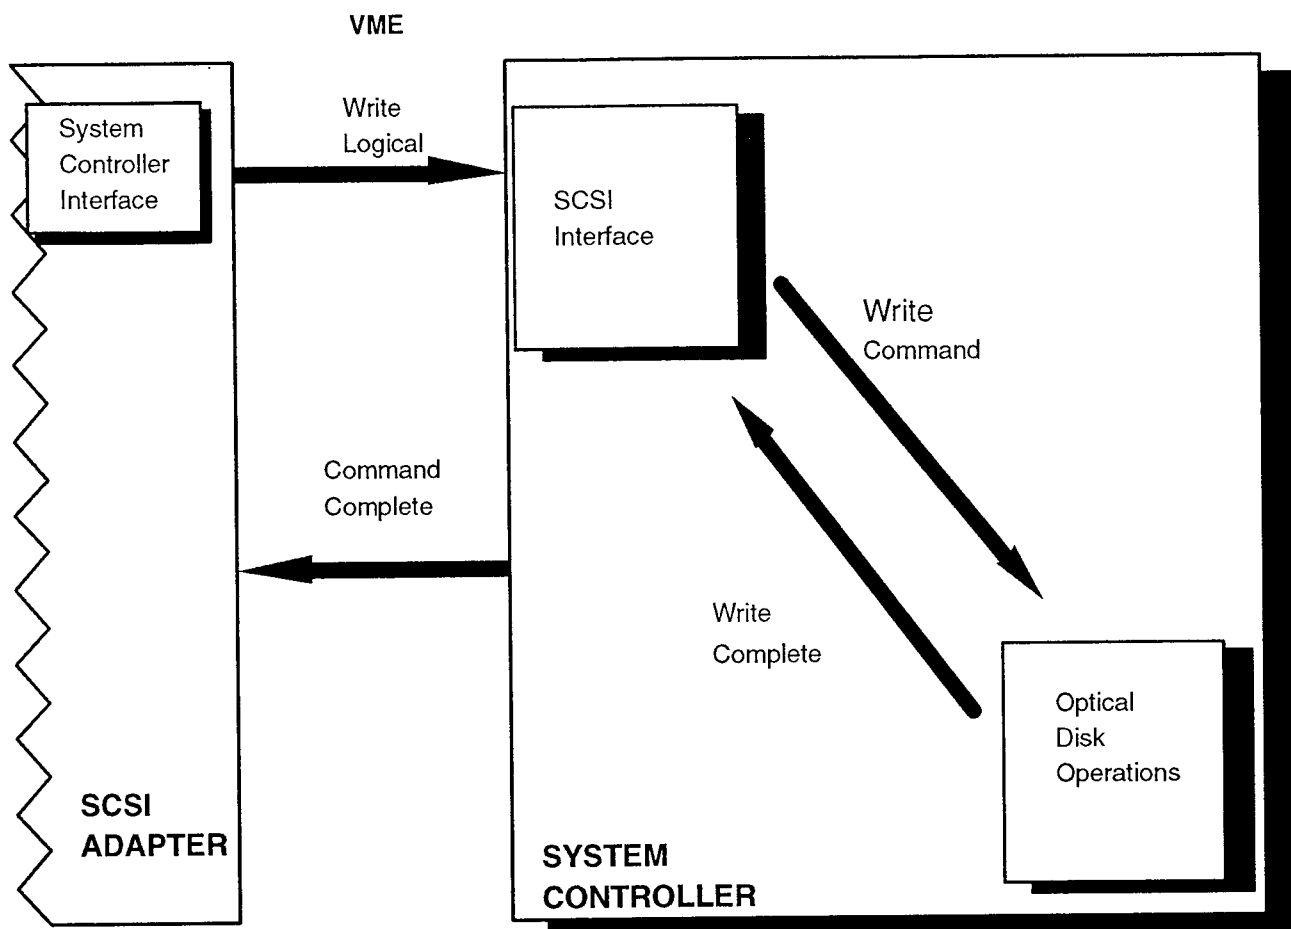 VME
System
Controller
Interface
Write
Logical
SCSI
Interface
Write
Command
Command
Complete
Write
Complete
Optical
Disk
Operations
SCSI
ADAPTER
SYSTEM
CONTROLLER